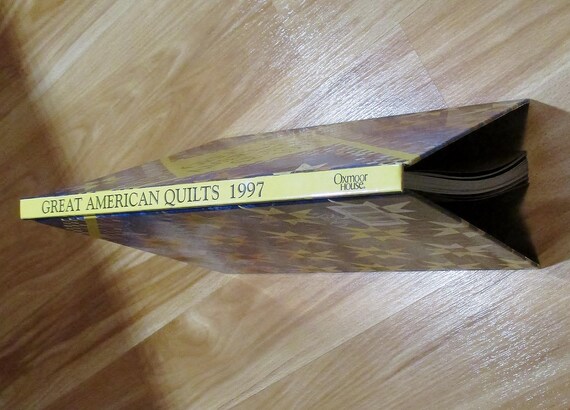 GREAT AMERICAN QUILTS 1997
Oxmoor
HOUSE.